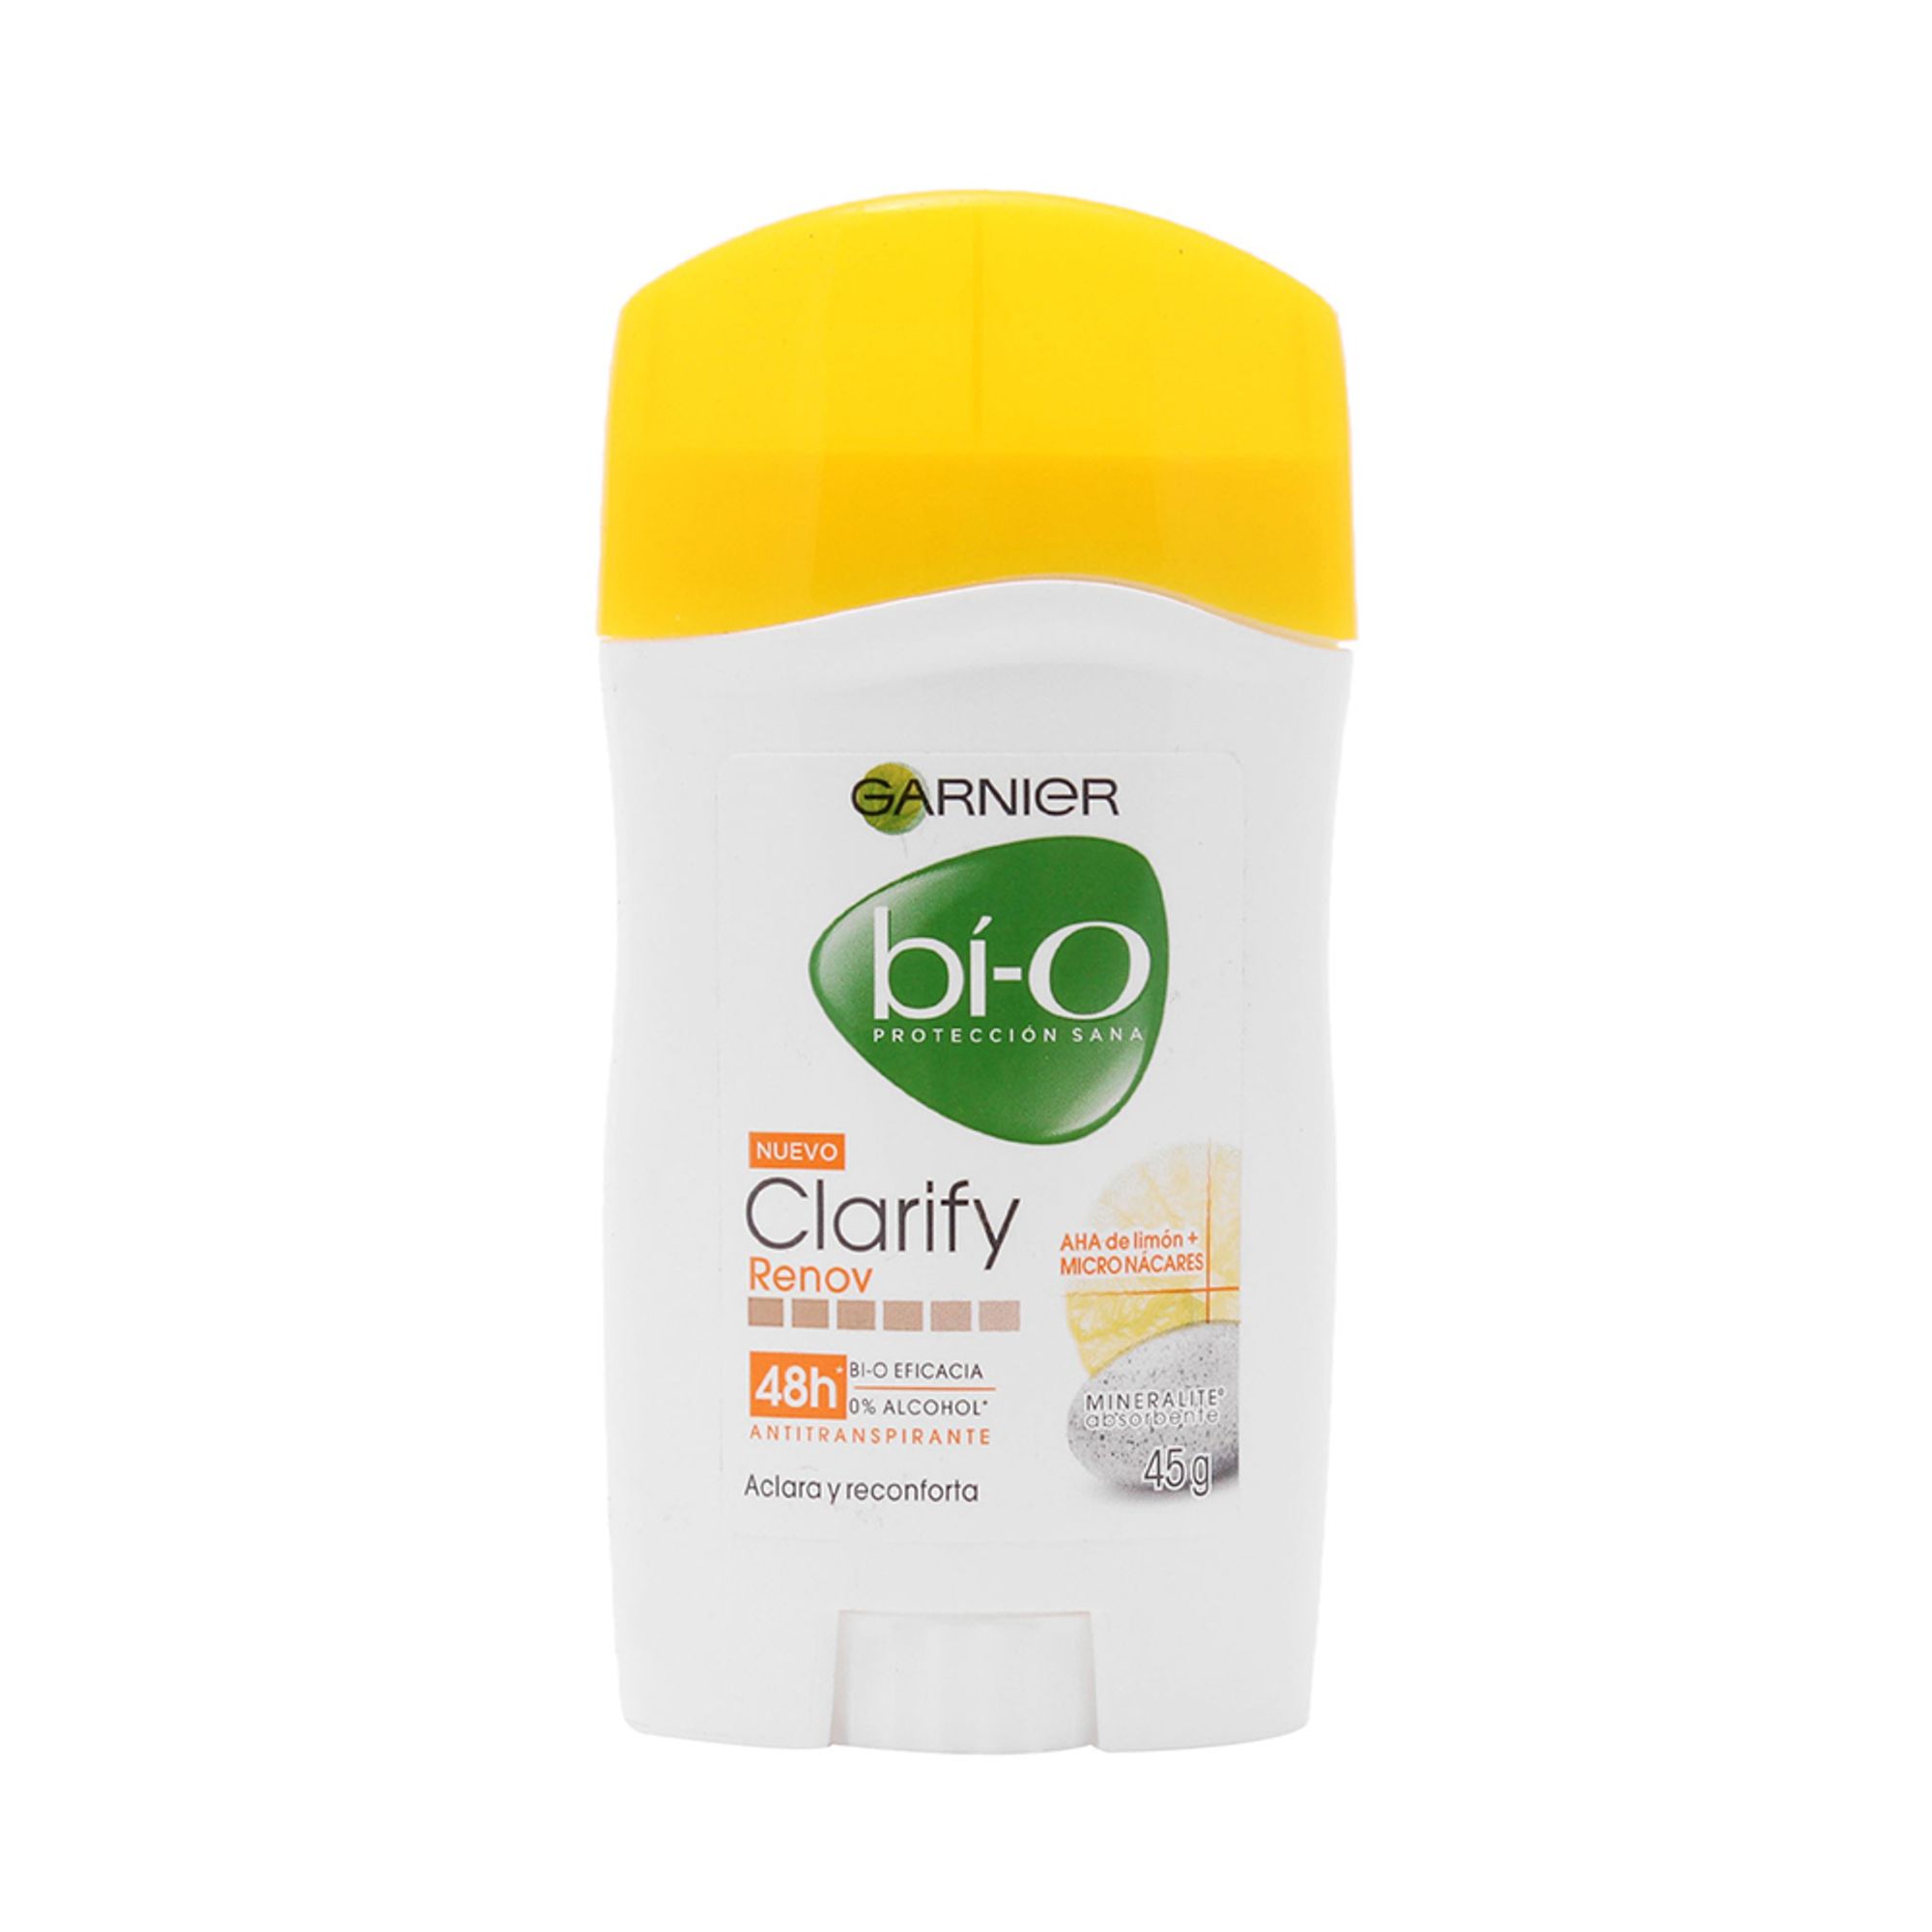 GARNIER
bí-O
PROTECCIÓN SANA
NUEVO
Clarify
Renov
AHA de limón +
MICRO NÁCARES
48h*
BI-O EFICACIA
0% ALCOHOL*
ANTITRANSPIRANTE
Aclara y reconforta
MINERALITE®
absorbente
45 g